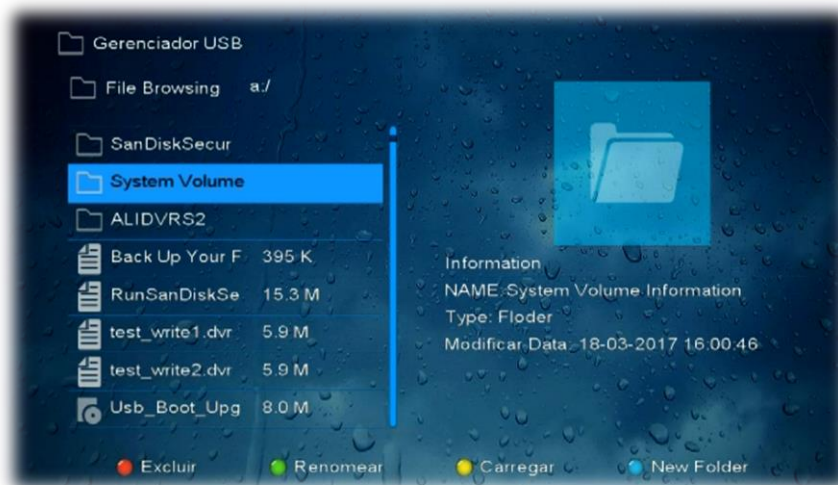 Gerenciador USB
File Browsing a:/
SanDiskSecur
System Volume
ALIDVRS2
Back Up Your F 395 K
RunSanDiskSe 15.3 M
test_write1.dvr 5.9 M
test_write2.dvr 5.9 M
Usb_Boot_Upg 8.0 M
Information
NAME:System Volume Information
Type: Floder
Modificar Data: 18-03-2017 16:00:46
Excluir Renomear Carregar New Folder